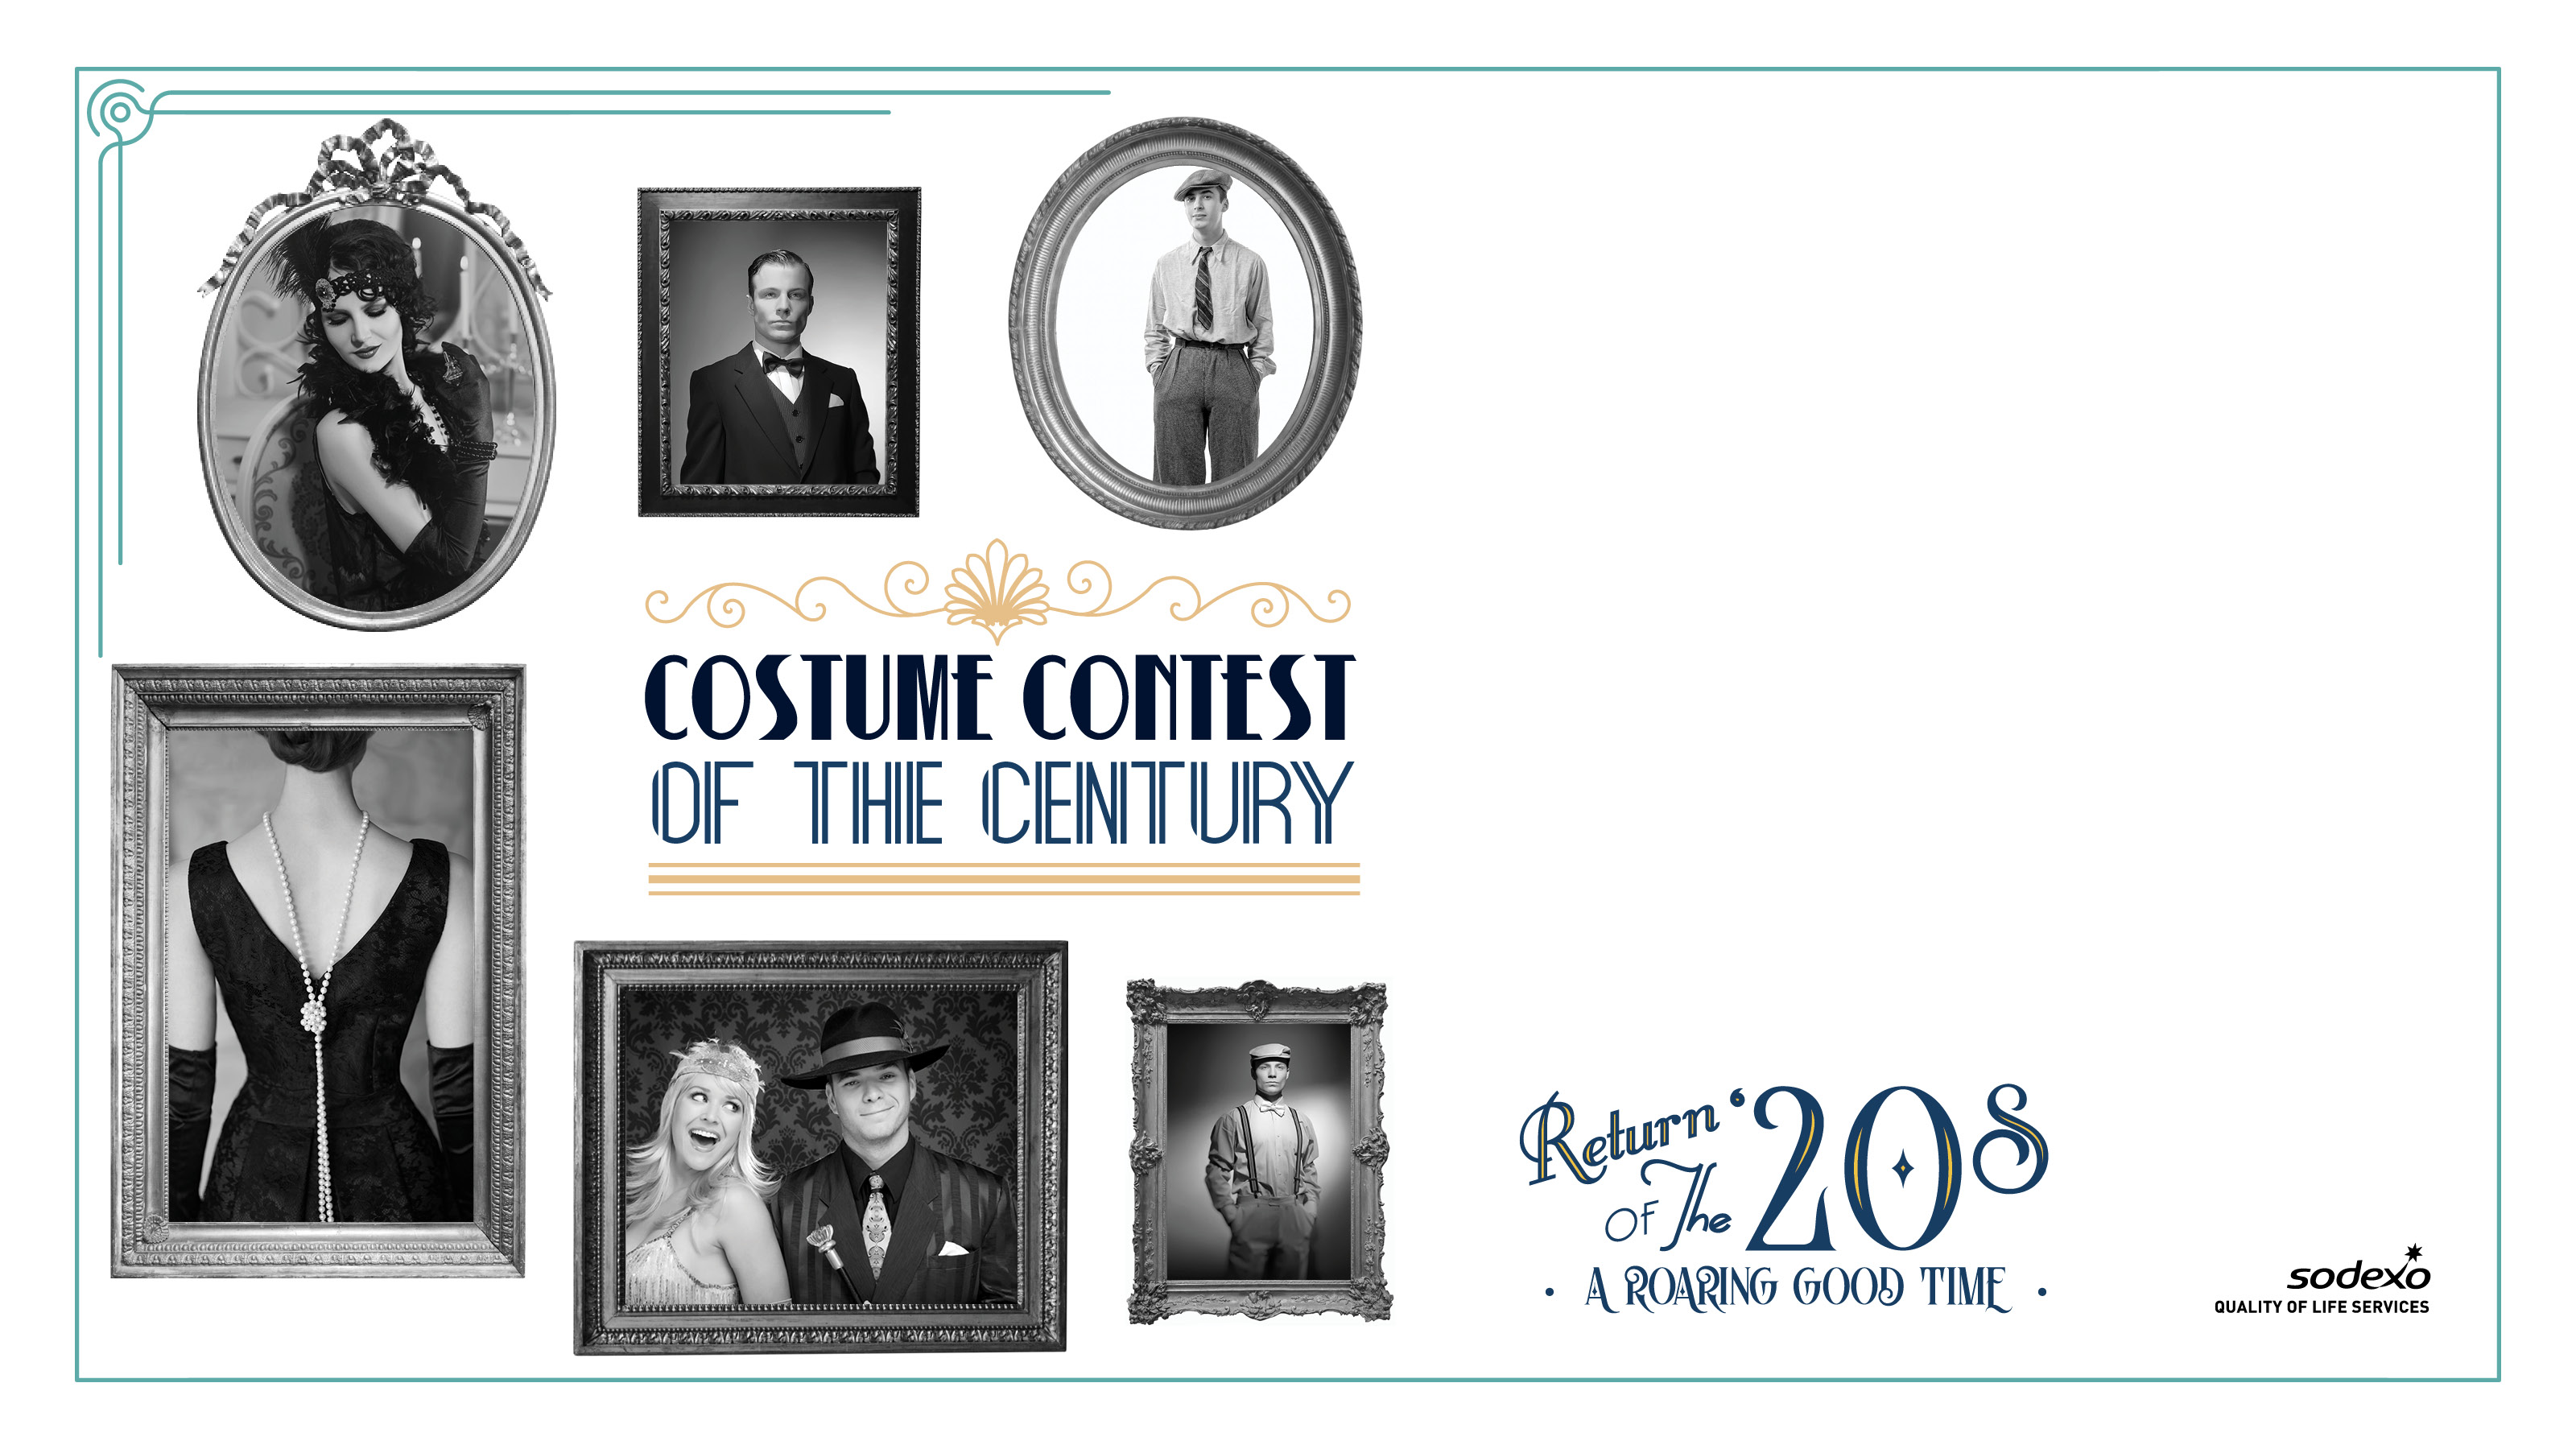 COSTUME CONTEST
OF THE CENTURY
Return
OF The ‘20s
A ROARING GOOD TIME
sodexo
QUALITY OF LIFE SERVICES